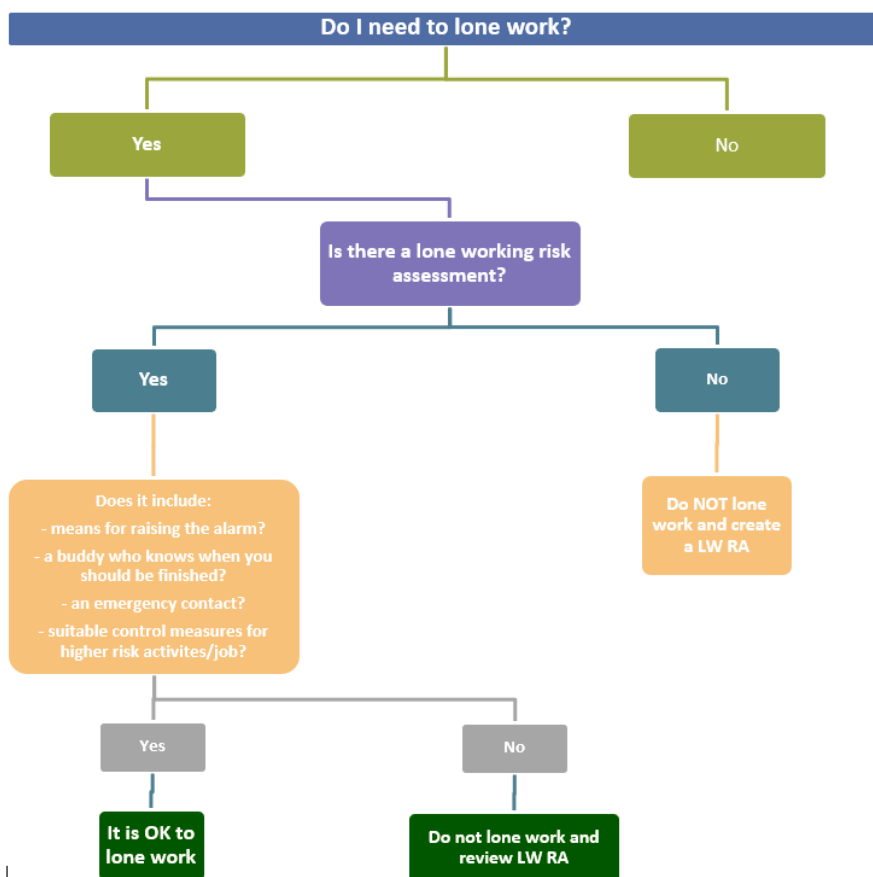 Do I need to lone work?
Yes
No
Is there a lone working risk
assessment?
Yes
No
Does it include:
- means for raising the alarm?
- a buddy who knows when you
should be finished?
- an emergency contact?
- suitable control measures for
higher risk activites/job?
Do NOT lone
work and create
a LW RA
Yes
No
It is OK to
lone work
Do not lone work and
review LW RA